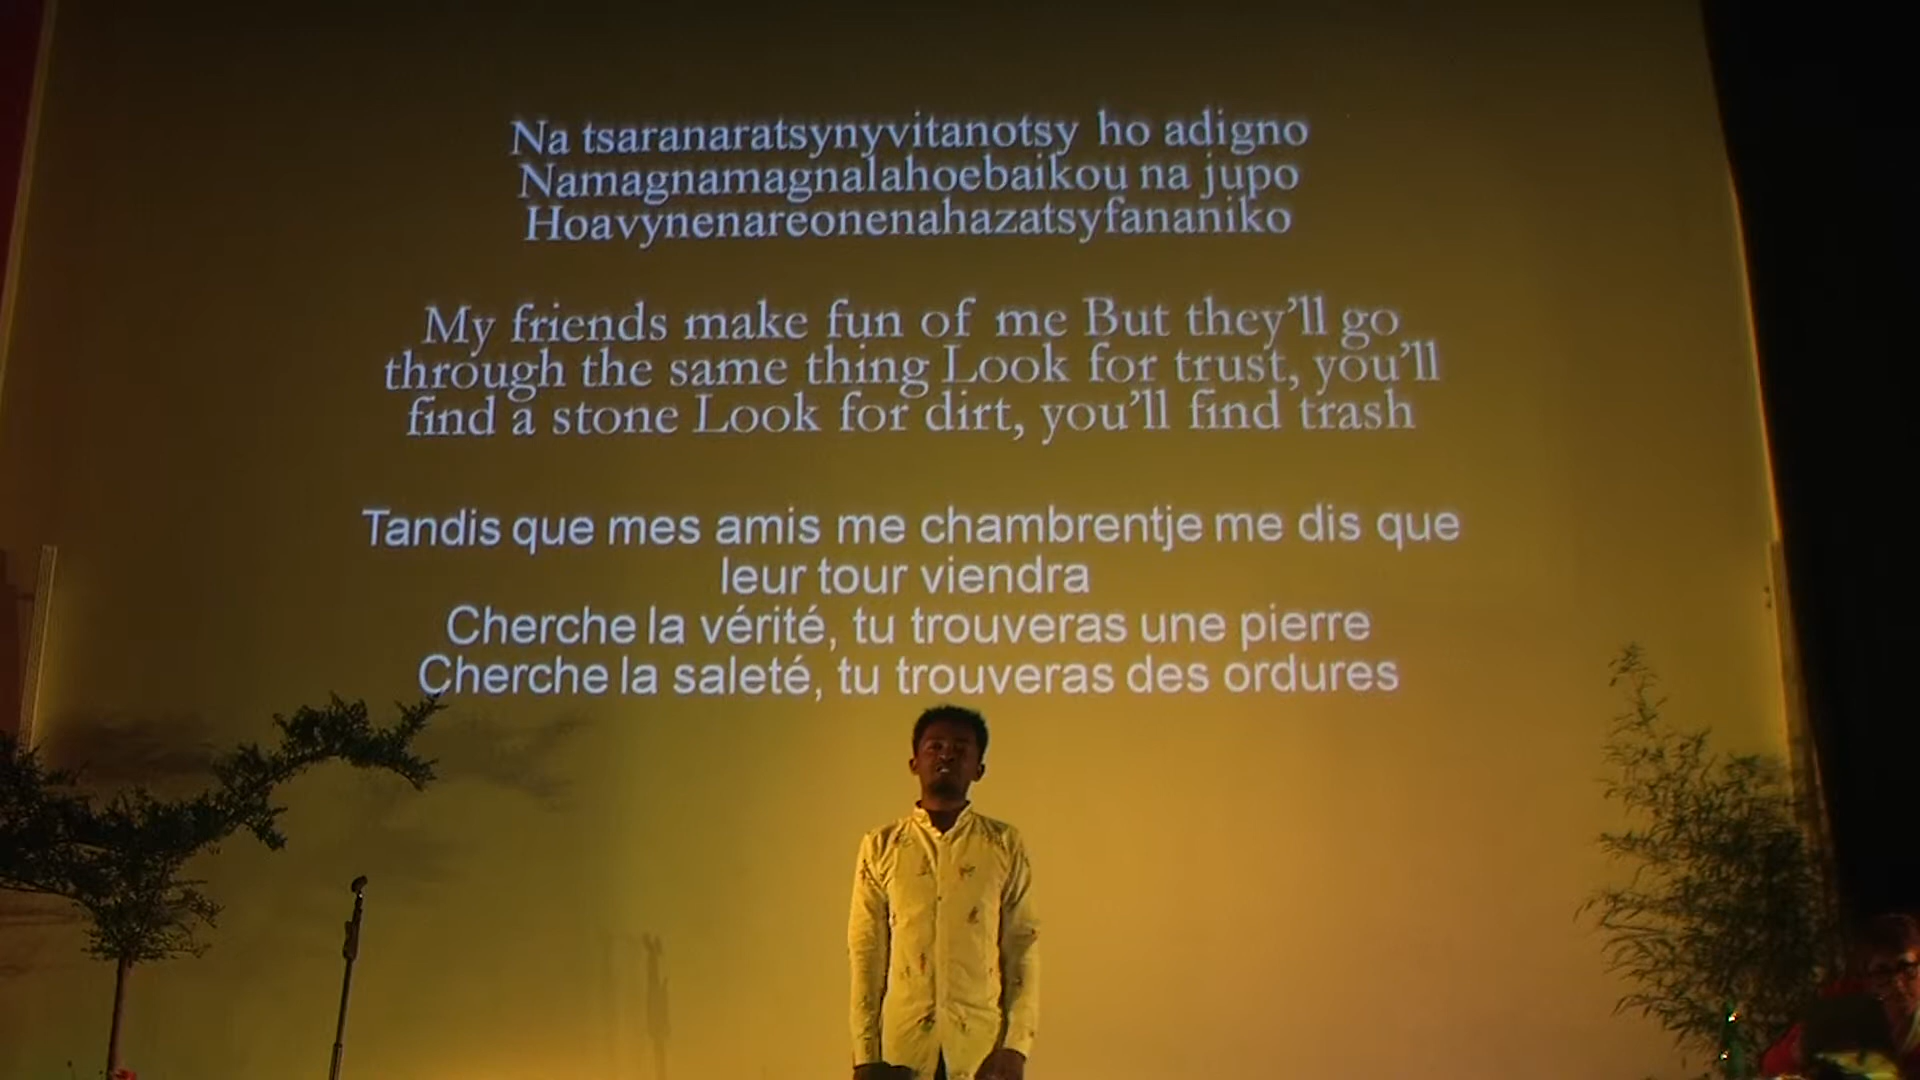 Na tsaranaratsynyvitanotsy ho adigno
Namagnamagnalahoebaikou na jupo
Hoavynenareonenahazatsyfananiko
My friends make fun of me But they'll go
through the same thing Look for trust, you'll
find a stone Look for dirt, you'll find trash
Tandis que mes amis me chambrentje me dis que
leur tour viendra
Cherche la vérité, tu trouveras une pierre
Cherche la saleté, tu trouveras des ordures